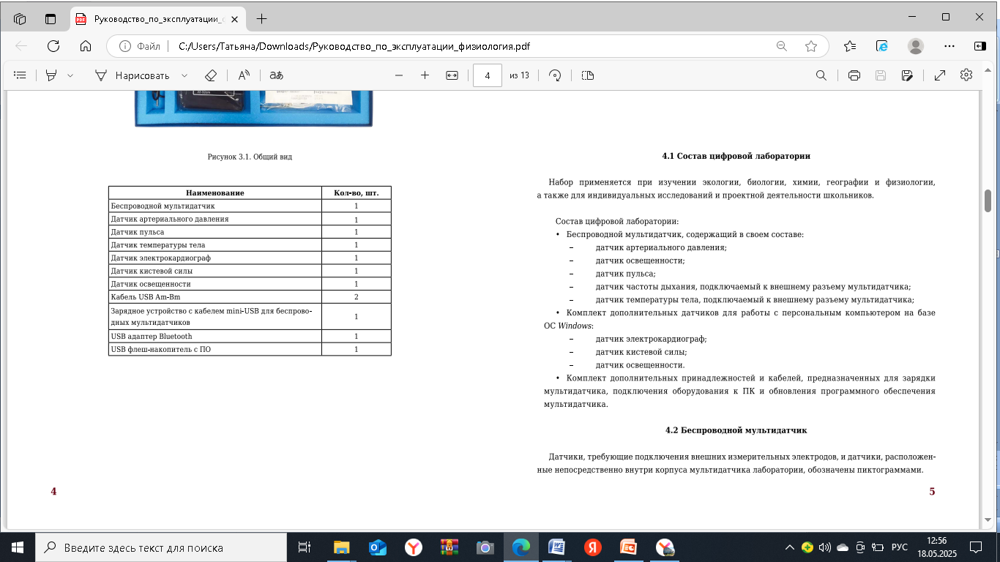 Руководство_по_эксплуатации_
Файл C:/Users/Татьяна/Downloads/Руководство_по_эксплуатации_физиология.pdf
Нарисовать
4 из 13
22-32cm
Рисунок 3.1. Общий вид
Наименование Кол-во, шт.
Беспроводной мультидатчик 1
Датчик артериального давления 1
Датчик пульса 1
Датчик температуры тела 1
Датчик электрокардиограф 1
Датчик кистевой силы 1
Датчик освещенности 1
Кабель USB Am-Bm 2
Зарядное устройство с кабелем mini-USB для беспрово-
дных мультидатчиков 1
USB адаптер Bluetooth 1
USB флеш-накопитель с ПО 1
4
4.1 Состав цифровой лаборатории
Набор применяется при изучении экологии, биологии, химии, географии и физиологии,
а также для индивидуальных исследований и проектной деятельности школьников.
Состав цифровой лаборатории:
• Беспроводной мультидатчик, содержащий в своем составе:
– датчик артериального давления;
– датчик освещенности;
– датчик пульса;
– датчик частоты дыхания, подключаемый к внешнему разъему мультидатчика;
– датчик температуры тела, подключаемый к внешнему разъему мультидатчика;
• Комплект дополнительных датчиков для работы с персональным компьютером на базе
ОС Windows:
– датчик электрокардиограф;
– датчик кистевой силы;
– датчик освещенности.
• Комплект дополнительных принадлежностей и кабелей, предназначенных для зарядки
мультидатчика, подключения оборудования к ПК и обновления программного обеспечения
мультидатчика.
4.2 Беспроводной мультидатчик
Датчики, требующие подключения внешних измерительных электродов, и датчики, расположен-
ные непосредственно внутри корпуса мультидатчика лаборатории, обозначены пиктограммами.
5
Введите здесь текст для поиска
РУС
12:56
18.05.2025